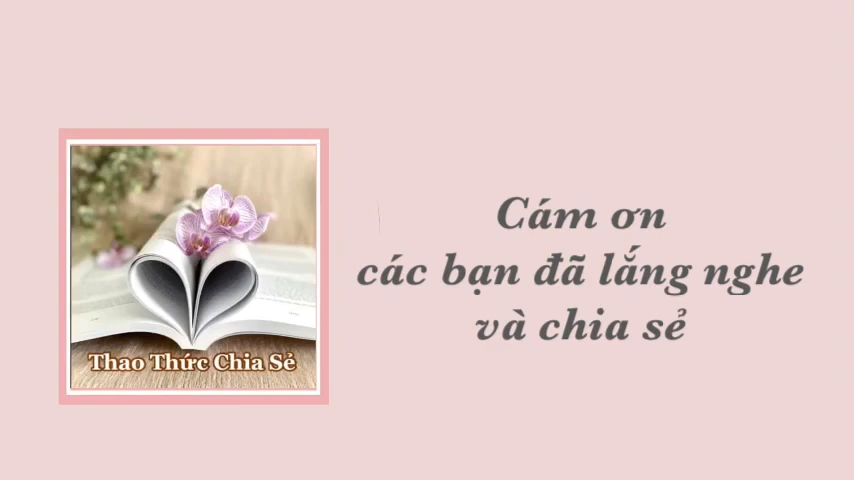 Thao Thức Chia Sẻ
Cám ơn
các bạn đã lắng nghe
và chia sẻ